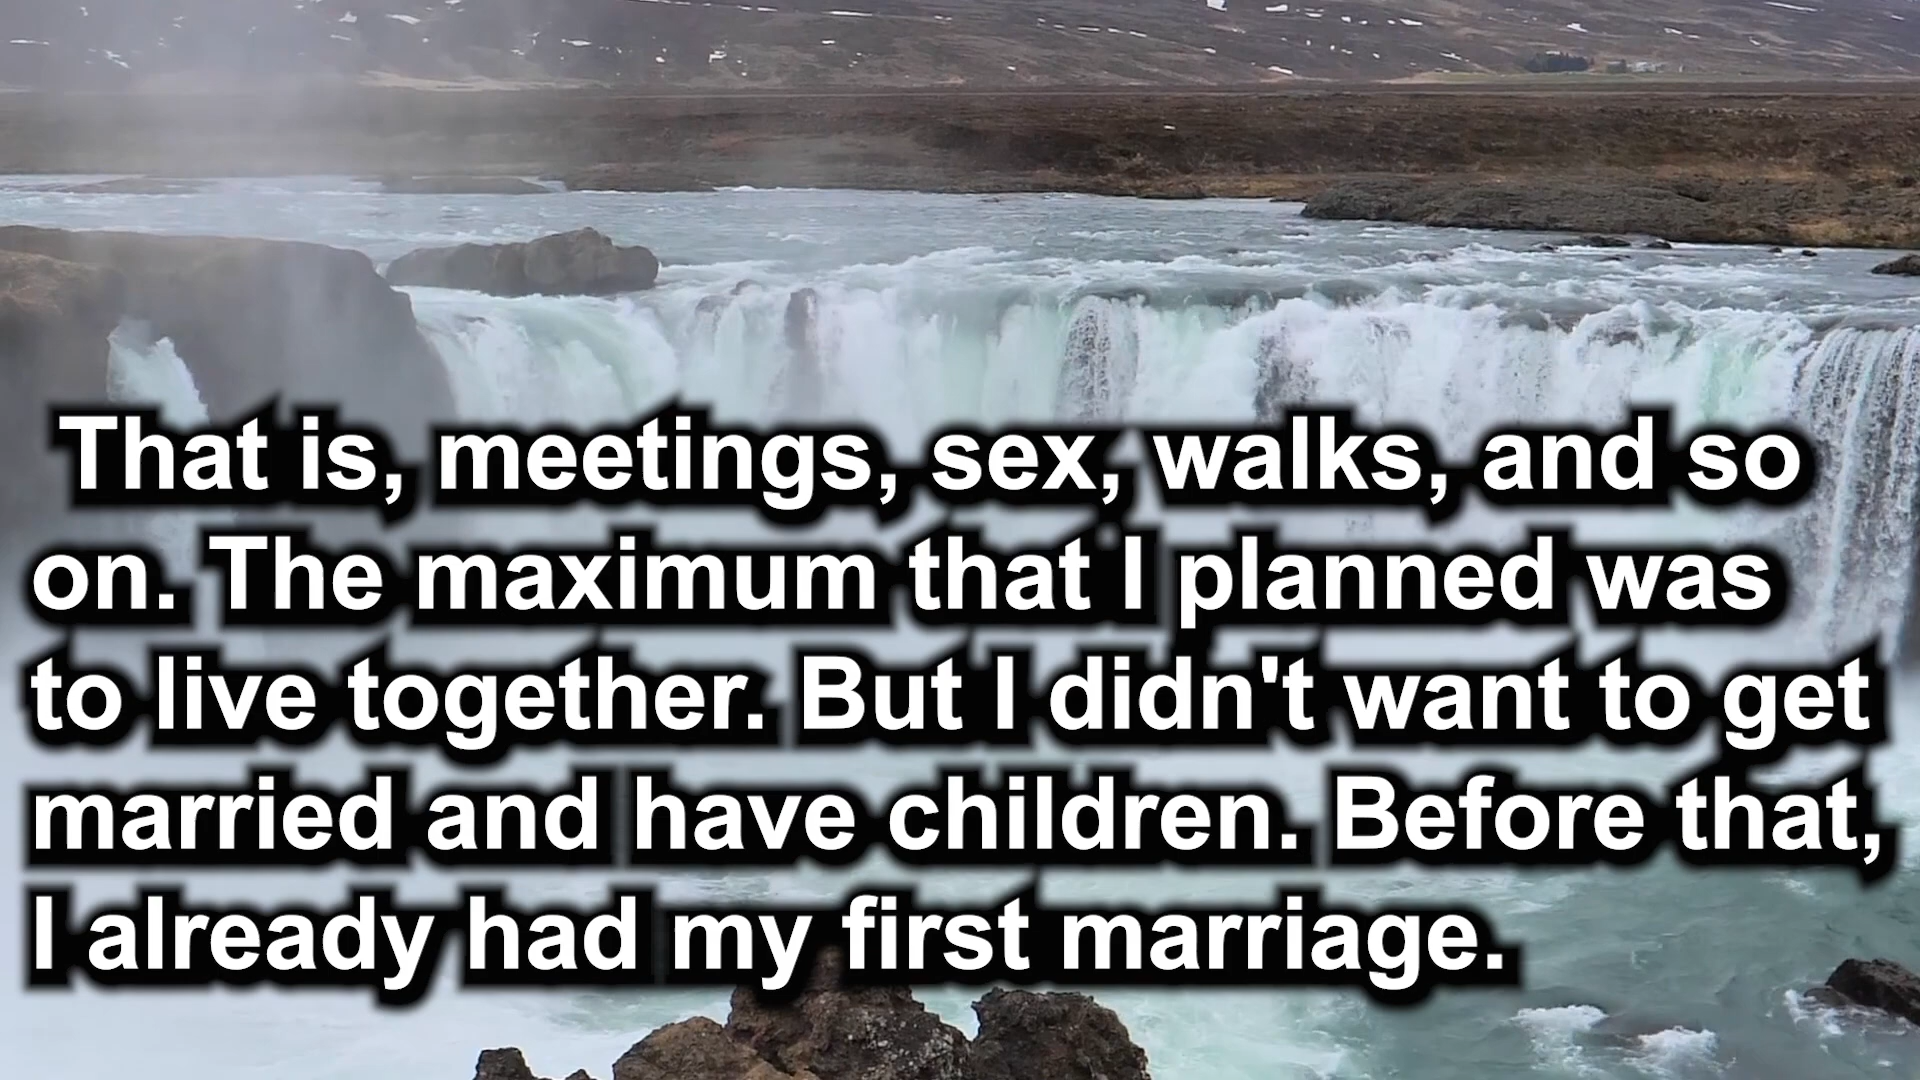 That is, meetings, sex, walks, and so
on. The maximum that I planned was
to live together. But I didn't want to get
married and have children. Before that,
I already had my first marriage.